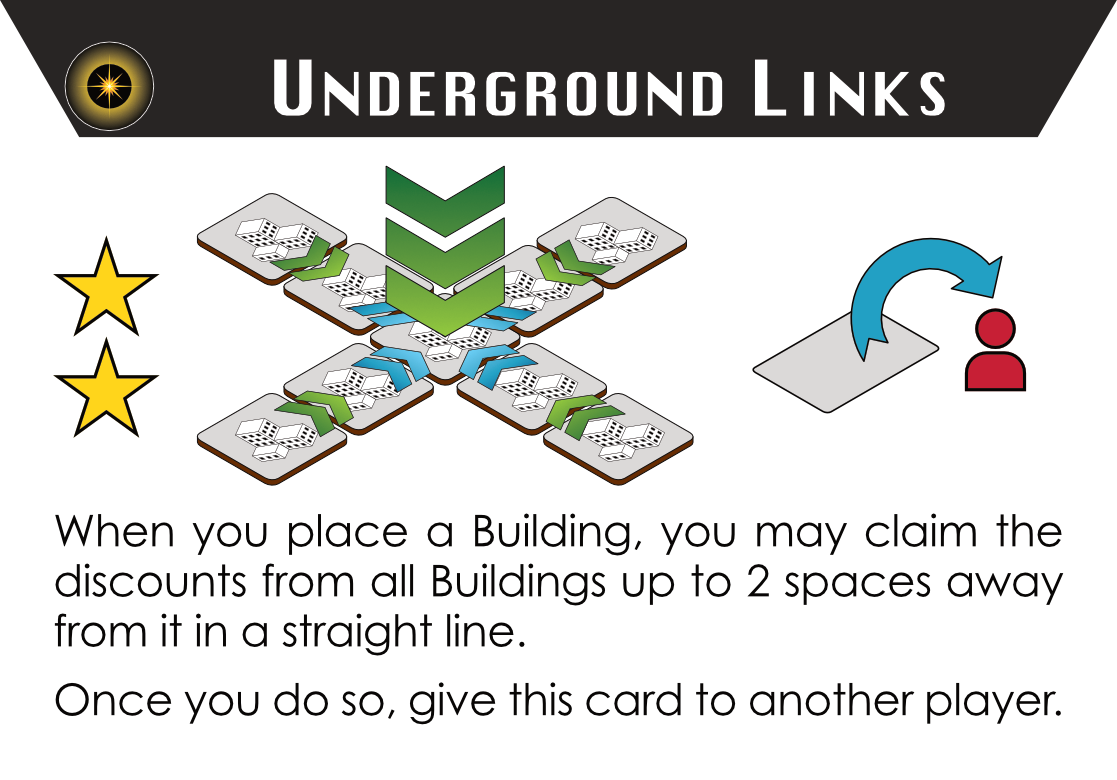 Underground Links
When you place a Building, you may claim the
discounts from all Buildings up to 2 spaces away
from it in a straight line.
Once you do so, give this card to another player.